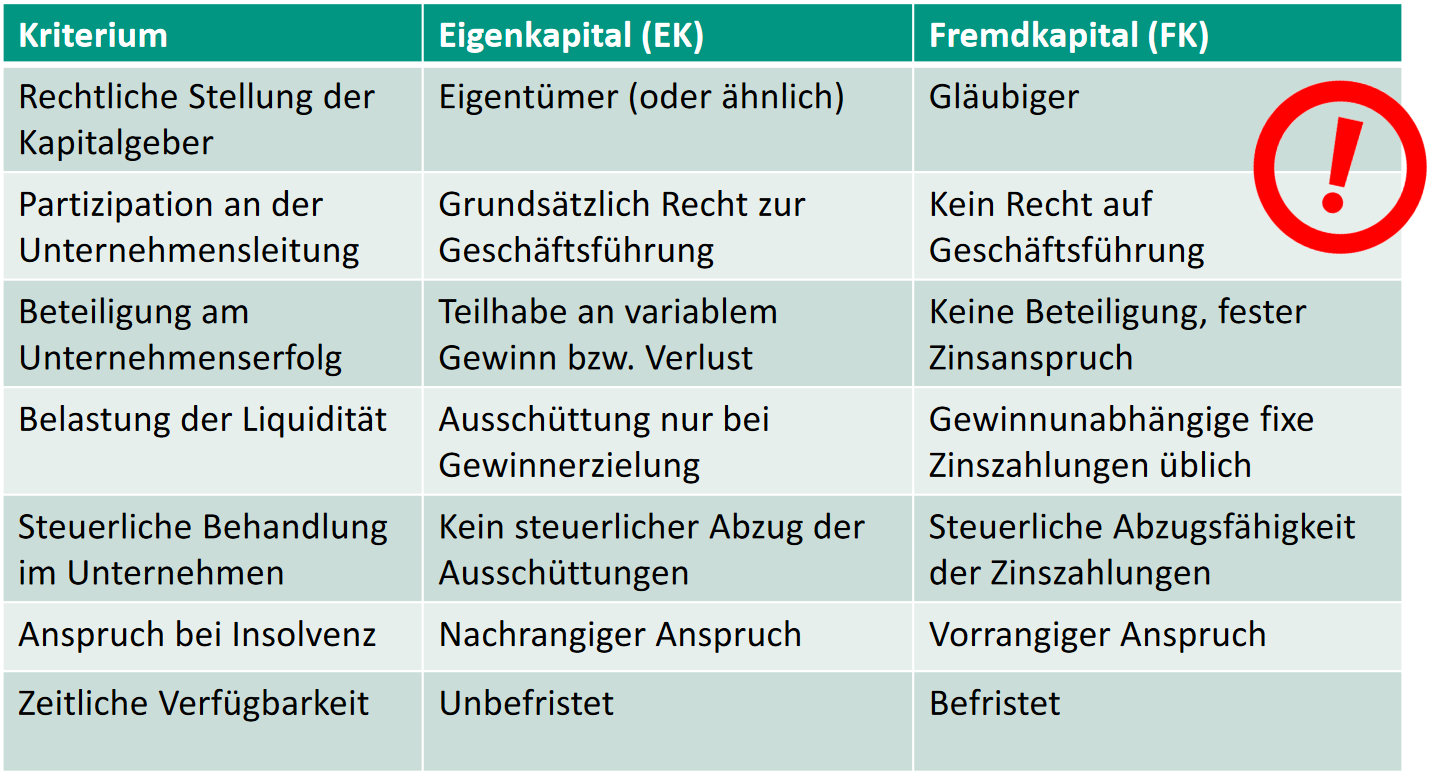 Kriterium
Eigenkapital (EK)
Fremdkapital (FK)
Rechtliche Stellung der
Kapitalgeber
Eigentümer (oder ähnlich)
Gläubiger
Partizipation an der
Unternehmensleitung
Grundsätzlich Recht zur
Geschäftsführung
Kein Recht auf
Geschäftsführung
Beteiligung am
Unternehmenserfolg
Teilhabe an variablem
Gewinn bzw. Verlust
Keine Beteiligung, fester
Zinsanspruch
Belastung der Liquidität
Ausschüttung nur bei
Gewinnerzielung
Gewinnunabhängige fixe
Zinszahlungen üblich
Steuerliche Behandlung
im Unternehmen
Kein steuerlicher Abzug der
Ausschüttungen
Steuerliche Abzugsfähigkeit
der Zinszahlungen
Anspruch bei Insolvenz
Nachrangiger Anspruch
Vorrangiger Anspruch
Zeitliche Verfügbarkeit
Unbefristet
Befristet
!